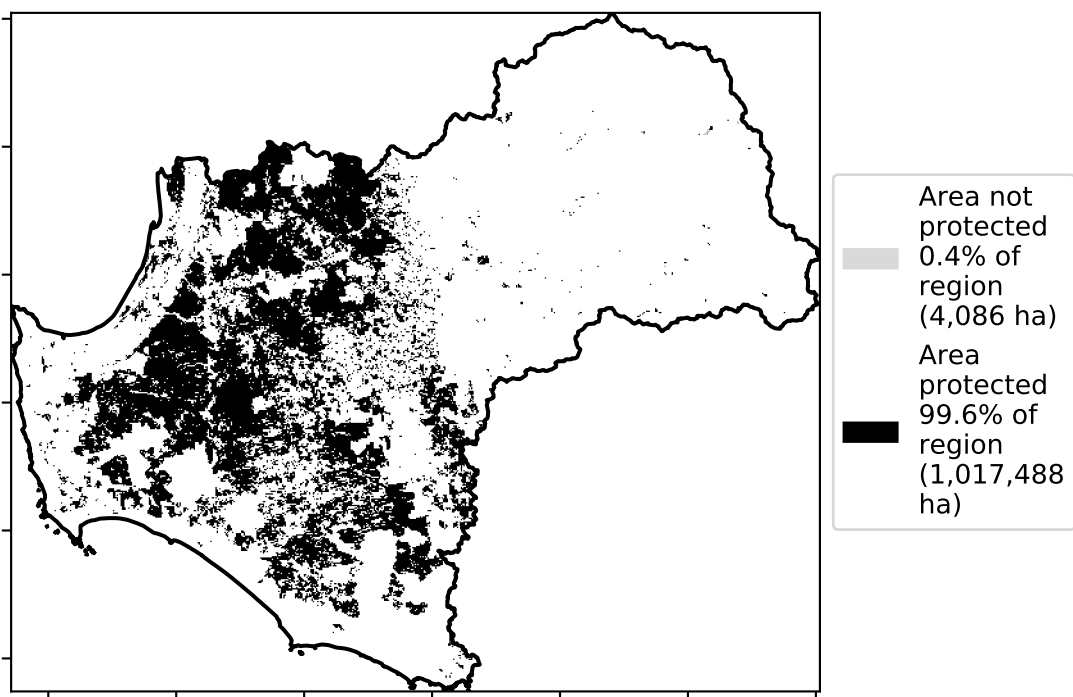 Area not
protected
0.4% of
region
(4,086 ha)
Area
protected
99.6% of
region
(1,017,488
ha)